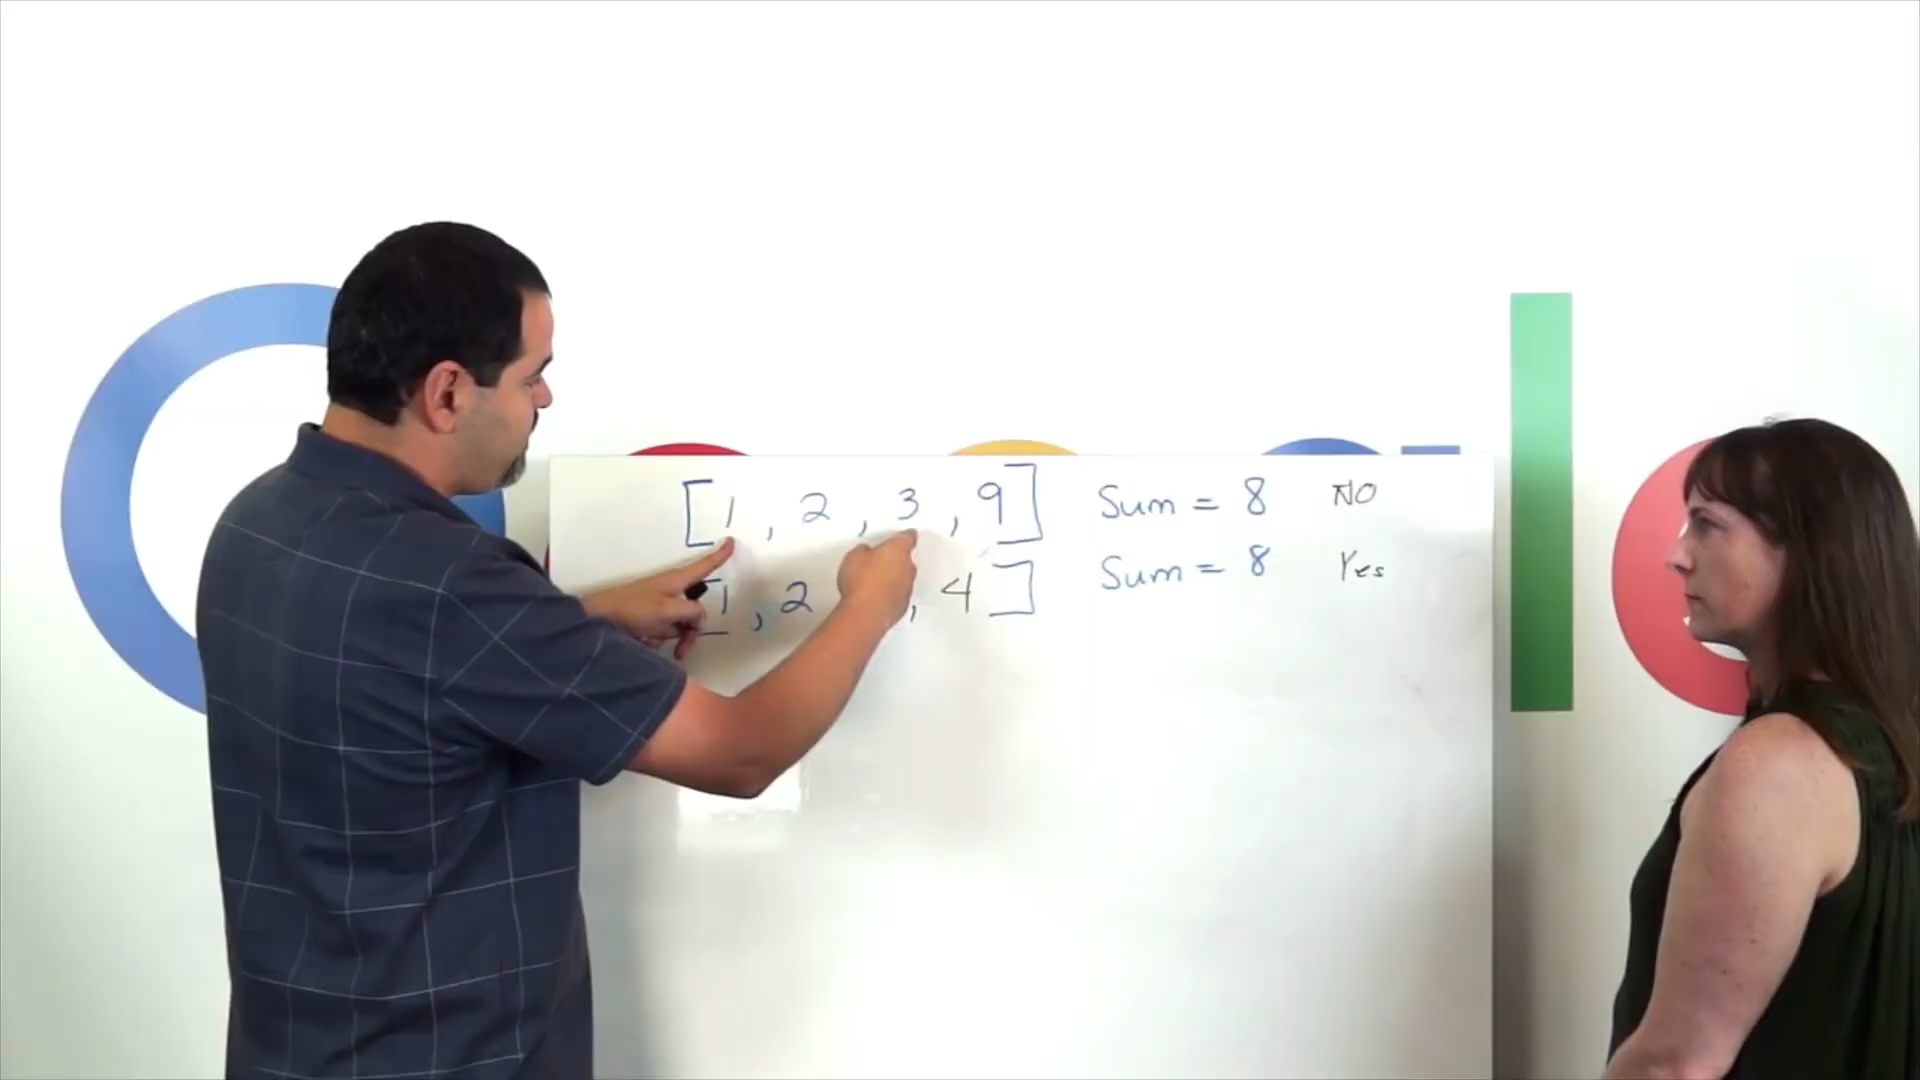 [1, 2, 3, 9] Sum = 8 NO
[1, 2 , 4] Sum = 8 Yes